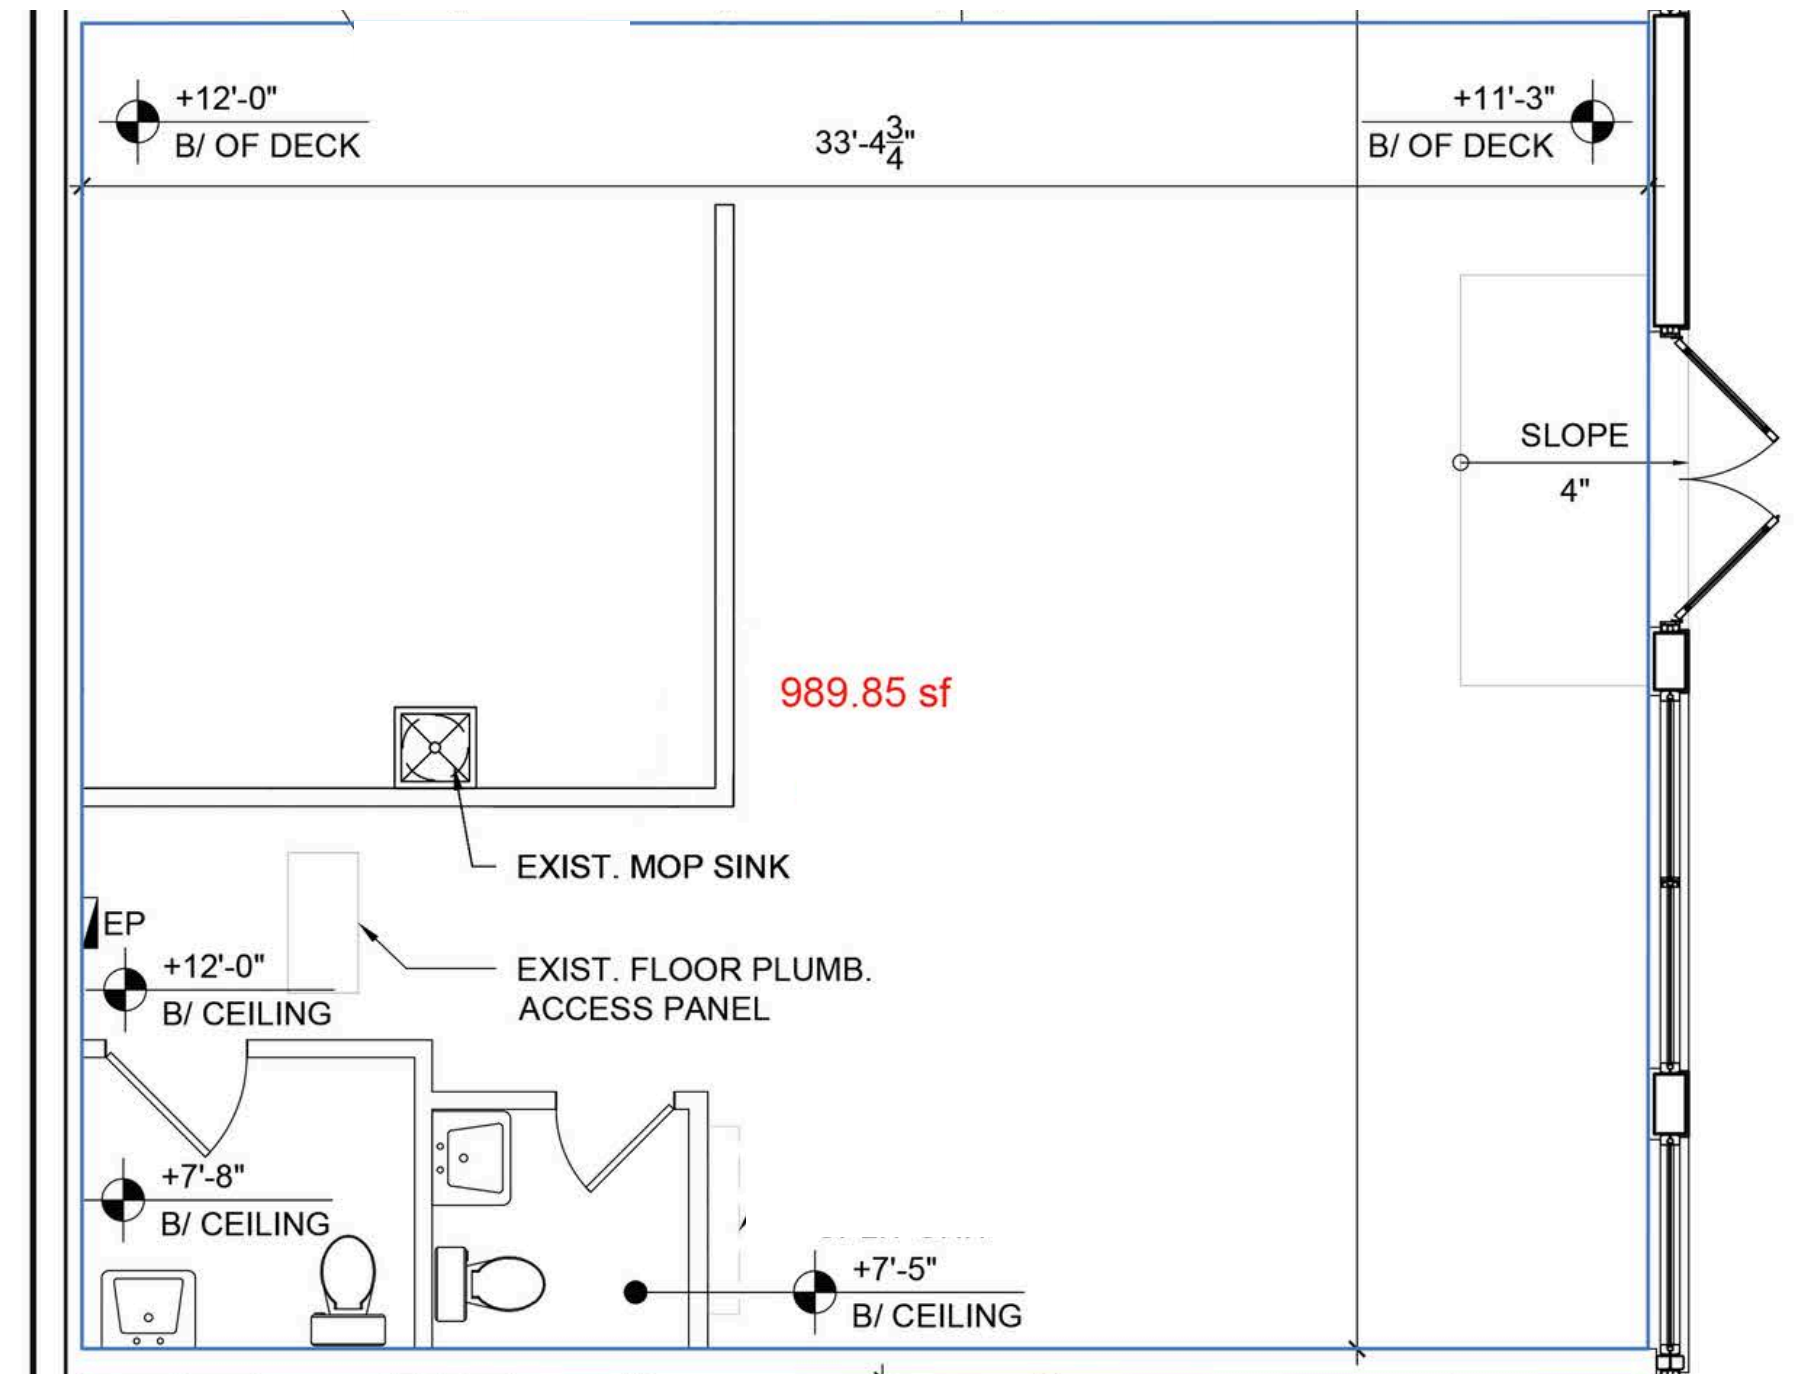 +12'-0"
B/ OF DECK
33'-4 3/4"
+11'-3"
B/ OF DECK
SLOPE
4"
989.85 sf
EXIST. MOP SINK
EP
+12'-0"
B/ CEILING
EXIST. FLOOR PLUMB.
ACCESS PANEL
+7'-8"
B/ CEILING
+7'-5"
B/ CEILING